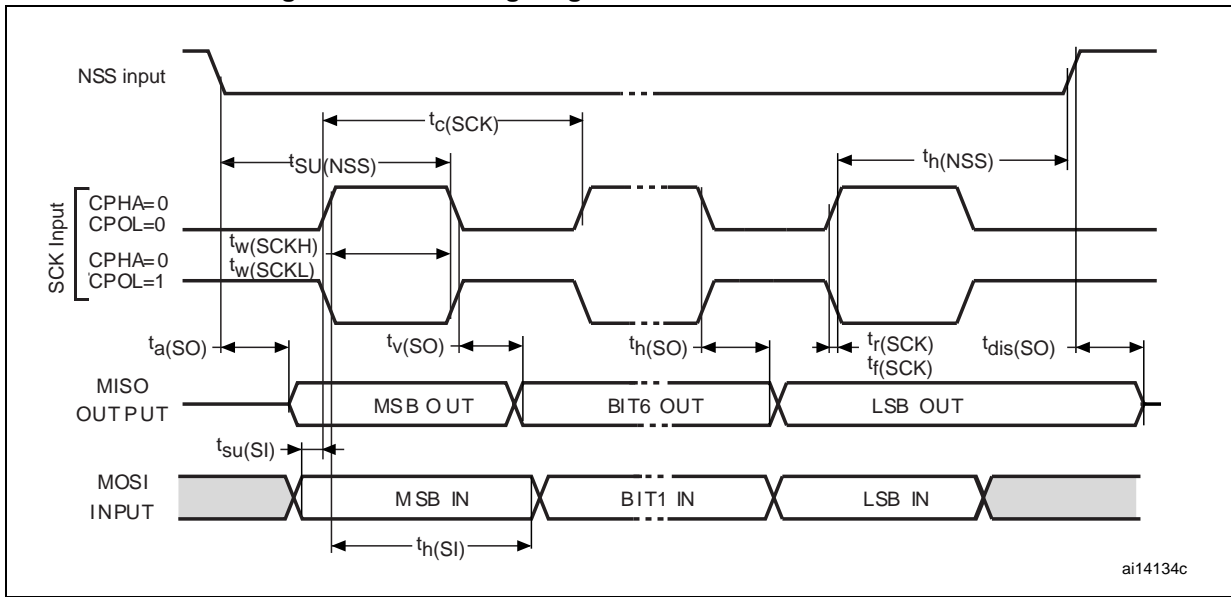 NSS input
tc(SCK)
tSU(NSS)
th(NSS)
SCK Input
CPHA=0
CPOL=0
tw(SCKH)
tw(SCKL)
CPHA=0
CPOL=1
ta(SO)
tv(SO)
th(SO)
tr(SCK)
tf(SCK)
tdis(SO)
MISO
OUTPUT
MSB OUT
BIT6 OUT
LSB OUT
tsu(SI)
MOSI
INPUT
MSB IN
BIT1 IN
LSB IN
th(SI)
ai14134c